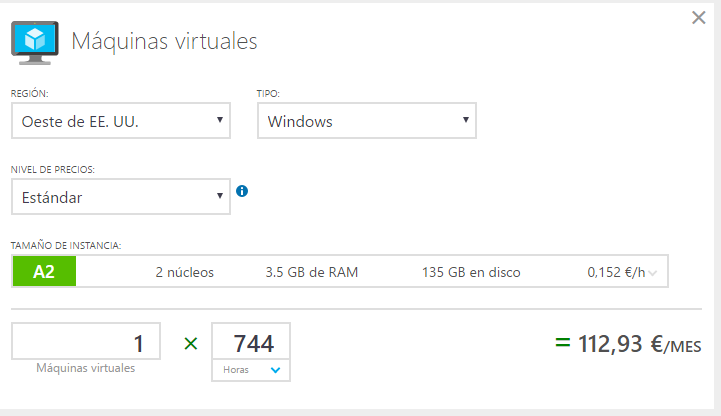 Máquinas virtuales
REGIÓN: TIPO:
Oeste de EE. UU. Windows
NIVEL DE PRECIOS:
Estándar
TAMAÑO DE INSTANCIA:
A2 2 núcleos 3.5 GB de RAM 135 GB en disco 0,152 €/h
1 × 744 = 112,93 €/MES
Máquinas virtuales Horas